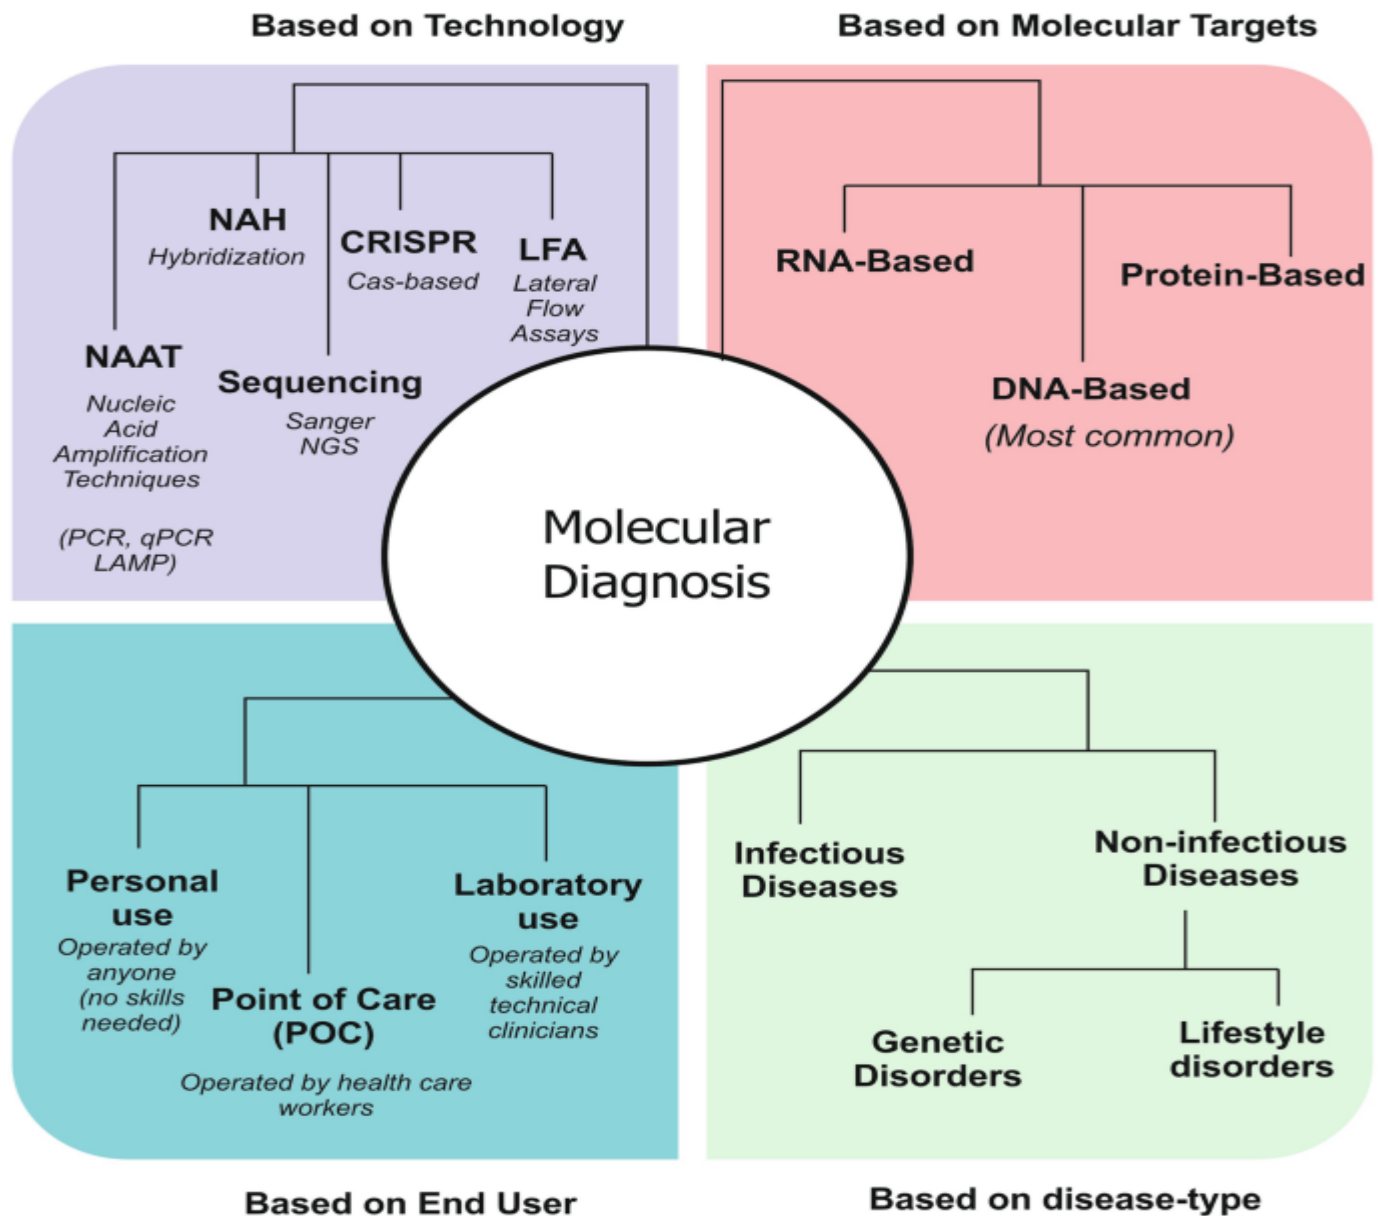 Based on Technology
Based on Molecular Targets
NAH
Hybridization
CRISPR
Cas-based
LFA
Lateral
Flow
Assays
NAAT
Nucleic
Acid
Amplification
Techniques
(PCR, qPCR
LAMP)
Sequencing
Sanger
NGS
RNA-Based
Protein-Based
DNA-Based
(Most common)
Molecular
Diagnosis
Personal
use
Operated by
anyone
(no skills
needed)
Point of Care
(POC)
Operated by health care
workers
Laboratory
use
Operated by
skilled
technical
clinicians
Infectious
Diseases
Non-infectious
Diseases
Genetic
Disorders
Lifestyle
disorders
Based on End User
Based on disease-type